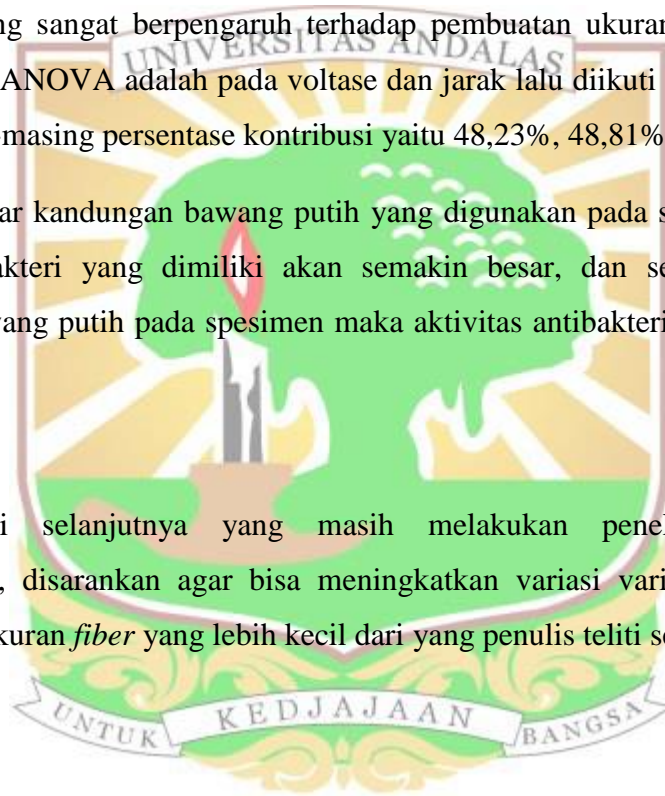 ng sangat berpengaruh terhadap pembuatan ukuran
UNIVERSITAS ANDALAS
ANOVA adalah pada voltase dan jarak lalu diikuti
masing persentase kontribusi yaitu 48,23%, 48,81%
ar kandungan bawang putih yang digunakan pada s
akteri yang dimiliki akan semakin besar, dan se
wang putih pada spesimen maka aktivitas antibakteri
i selanjutnya yang masih melakukan penel
, disarankan agar bisa meningkatkan variasi vari
kuran fiber yang lebih kecil dari yang penulis teliti se
UNTUK KEDJAJAAN BANGSA